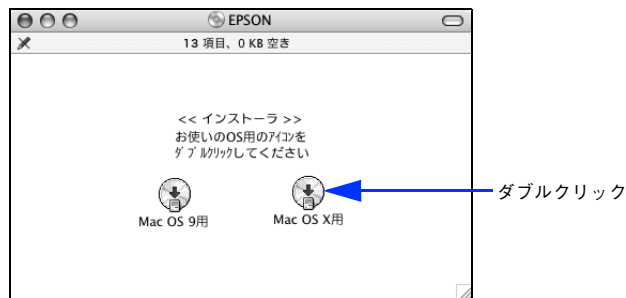 EPSON
13 項目、0 KB 空き
<< インストーラ >>
お使いのOS用のｱｲｺﾝを
ﾀﾞﾌﾞﾙｸﾘｯｸしてください
Mac OS 9用
Mac OS X用
ダブルクリック